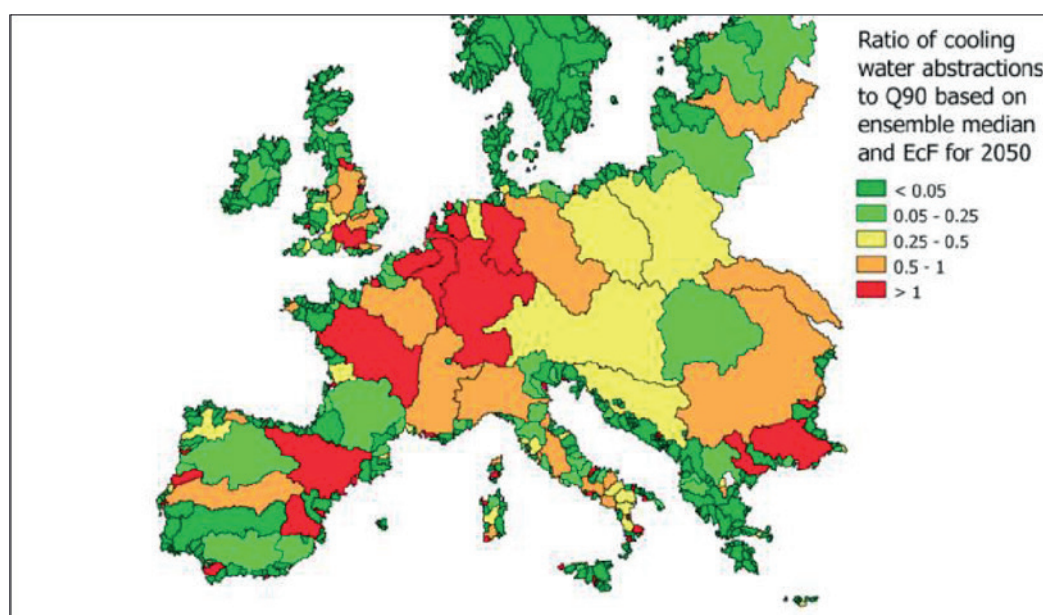 Ratio of cooling
water abstractions
to Q90 based on
ensemble median
and EcF for 2050
< 0.05
0.05 - 0.25
0.25 - 0.5
0.5 - 1
> 1